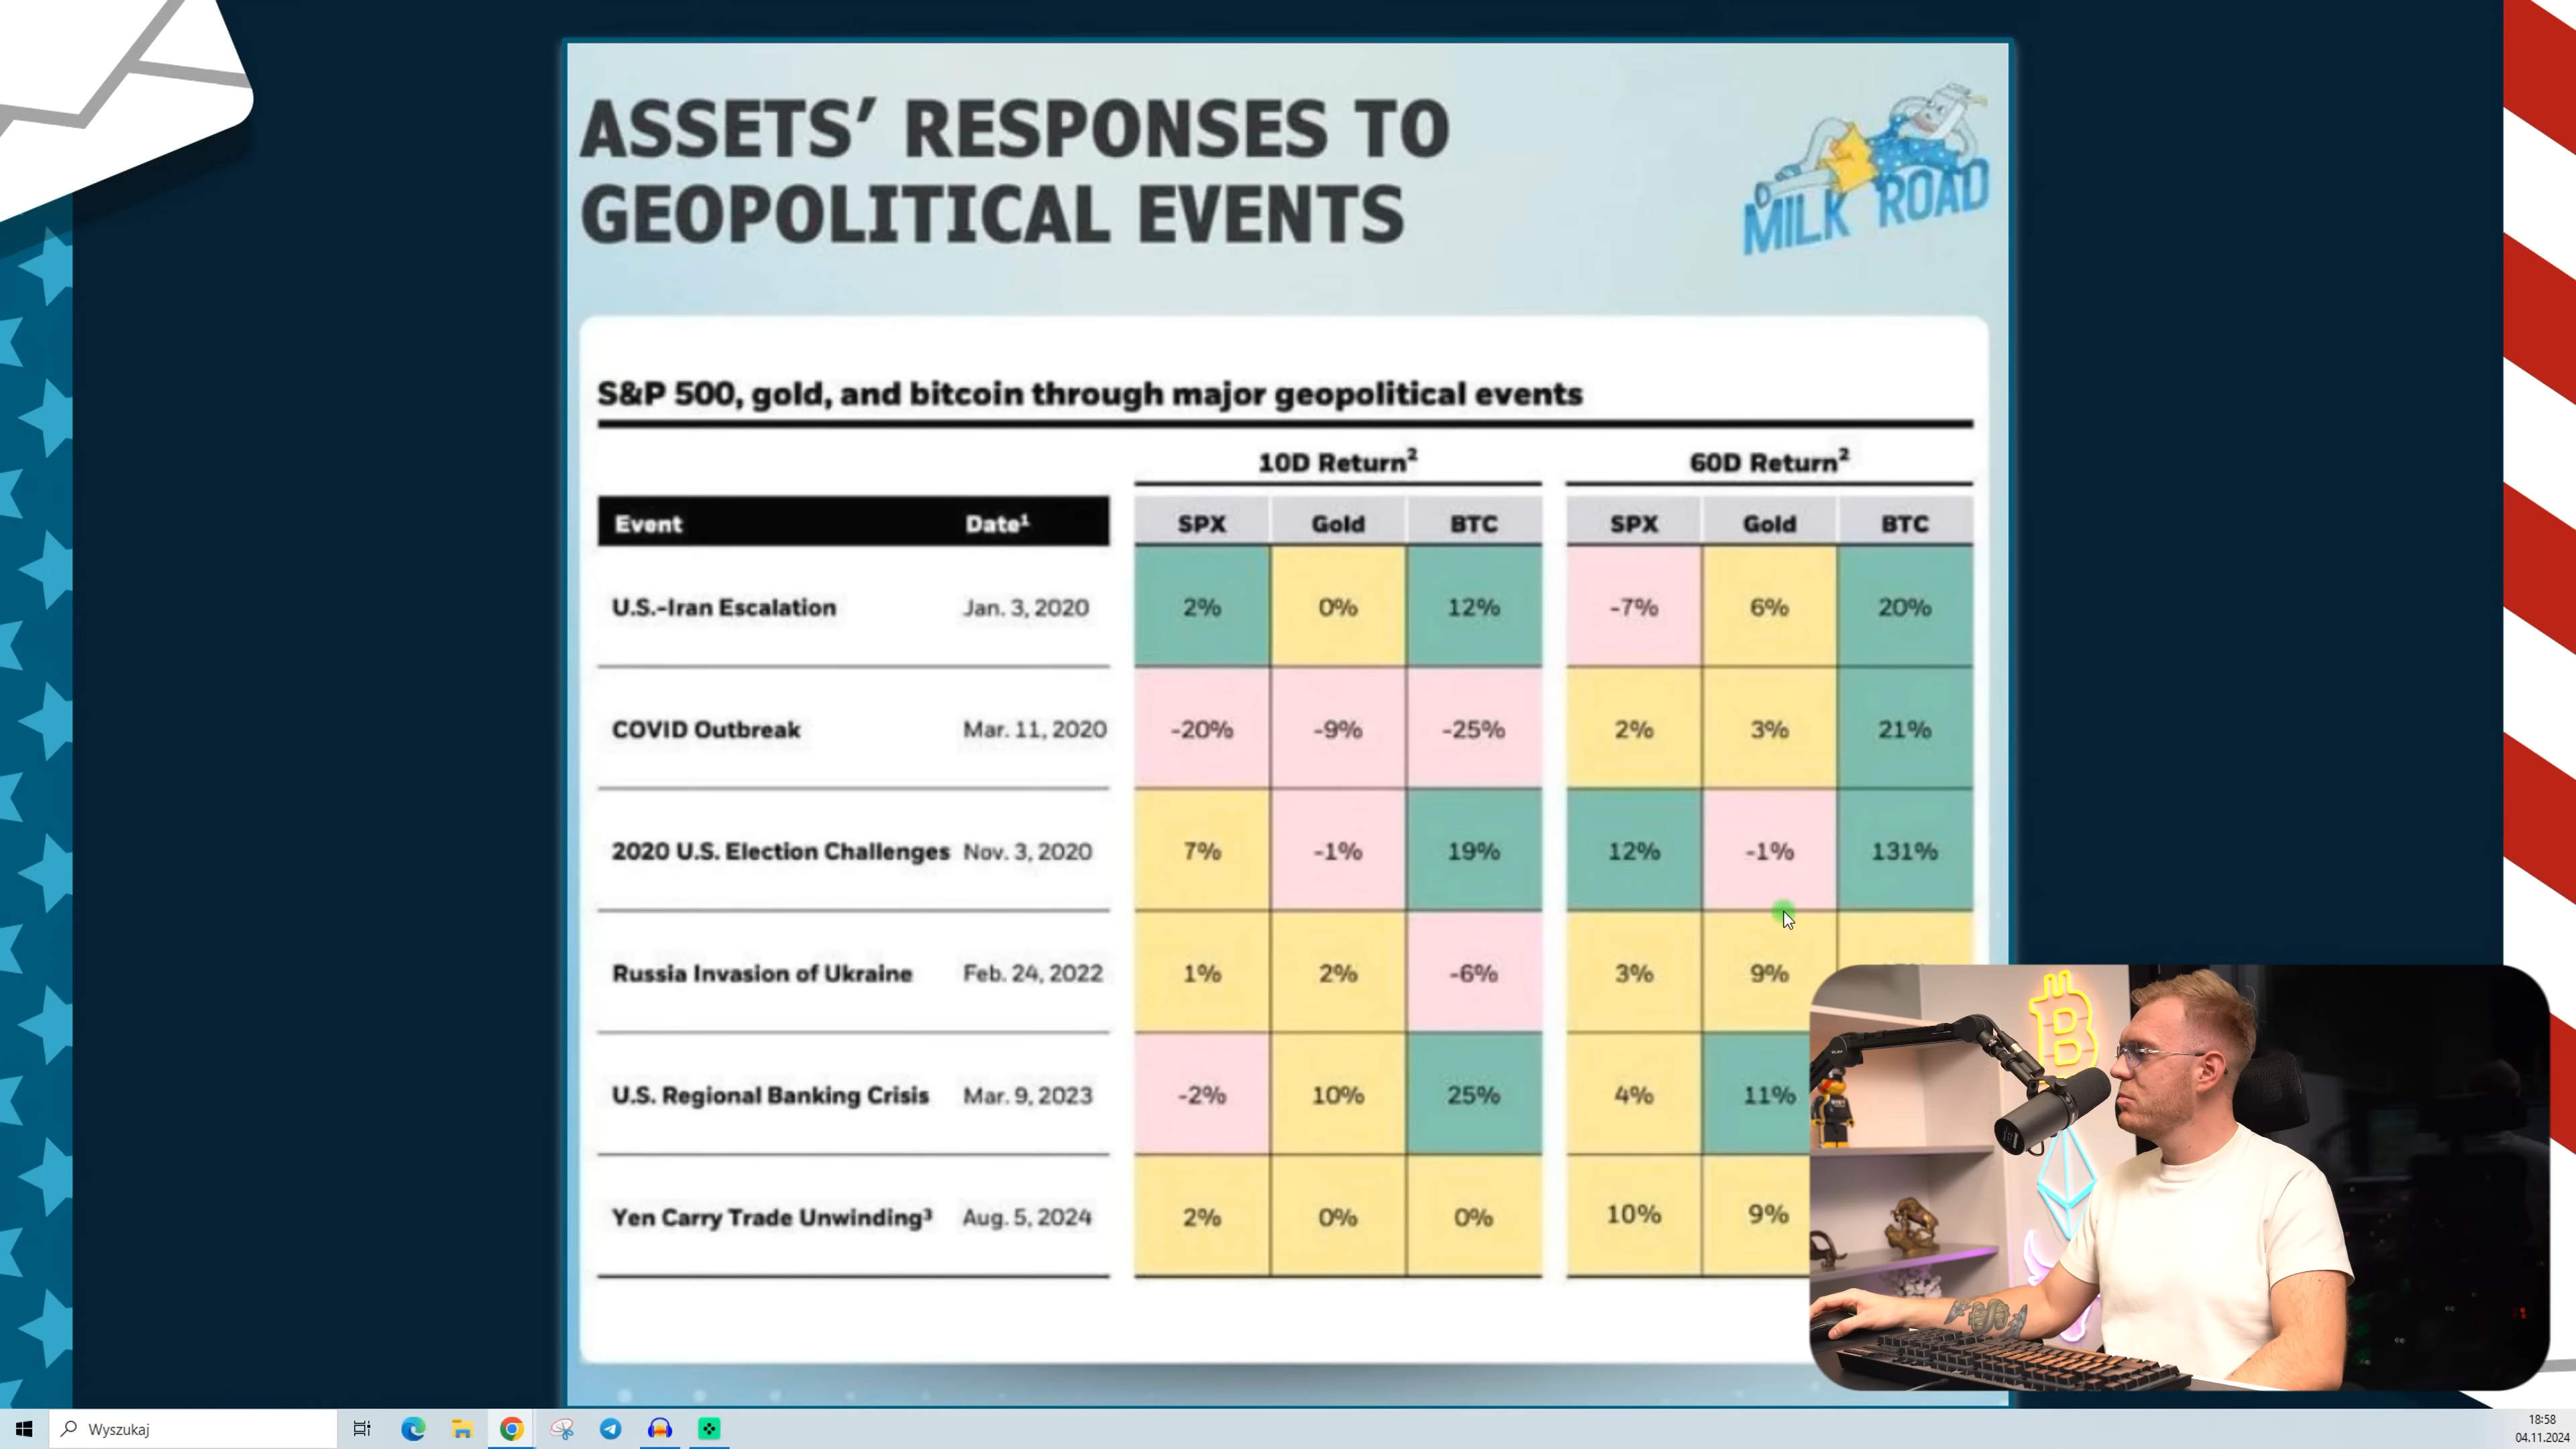 ASSETS’ RESPONSES TO
GEOPOLITICAL EVENTS
MILK ROAD
S&P 500, gold, and bitcoin through major geopolitical events
10D Return² 60D Return²
Event Date¹ SPX Gold BTC SPX Gold BTC
U.S.-Iran Escalation Jan. 3, 2020 2% 0% 12% -7% 6% 20%
COVID Outbreak Mar. 11, 2020 -20% -9% -25% 2% 3% 21%
2020 U.S. Election Challenges Nov. 3, 2020 7% -1% 19% 12% -1% 131%
Russia Invasion of Ukraine Feb. 24, 2022 1% 2% -6% 3% 9%
U.S. Regional Banking Crisis Mar. 9, 2023 -2% 10% 25% 4% 11%
Yen Carry Trade Unwinding³ Aug. 5, 2024 2% 0% 0% 10% 9%
Wyszukaj
18:58
04.11.2024